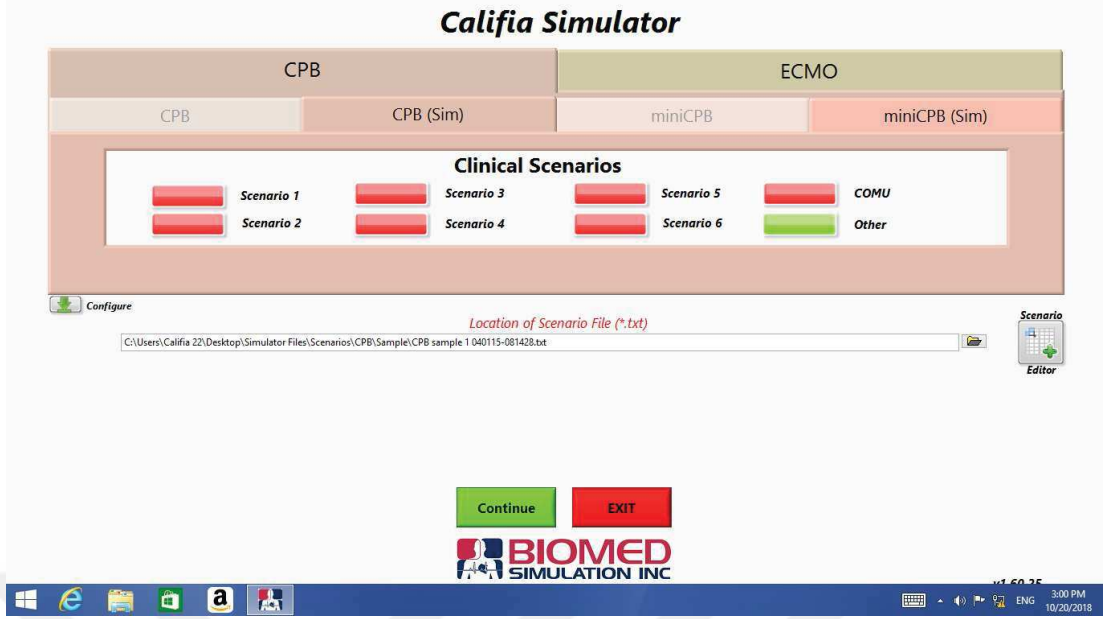 Califia Simulator
CPB ECMO
CPB CPB (Sim) miniCPB miniCPB (Sim)
Clinical Scenarios
Scenario 1 Scenario 3 Scenario 5 COMU
Scenario 2 Scenario 4 Scenario 6 Other
Configure
Location of Scenario File (*.txt)
Scenario
C:\Users\Califia 22\Desktop\Simulator Files\Scenarios\CPB\Sample\CPB sample 1 040115-081428.txt
Editor
Continue EXIT
BIOMED
SIMULATION INC
v1.60.25
a
ENG 3:00 PM
10/20/2018